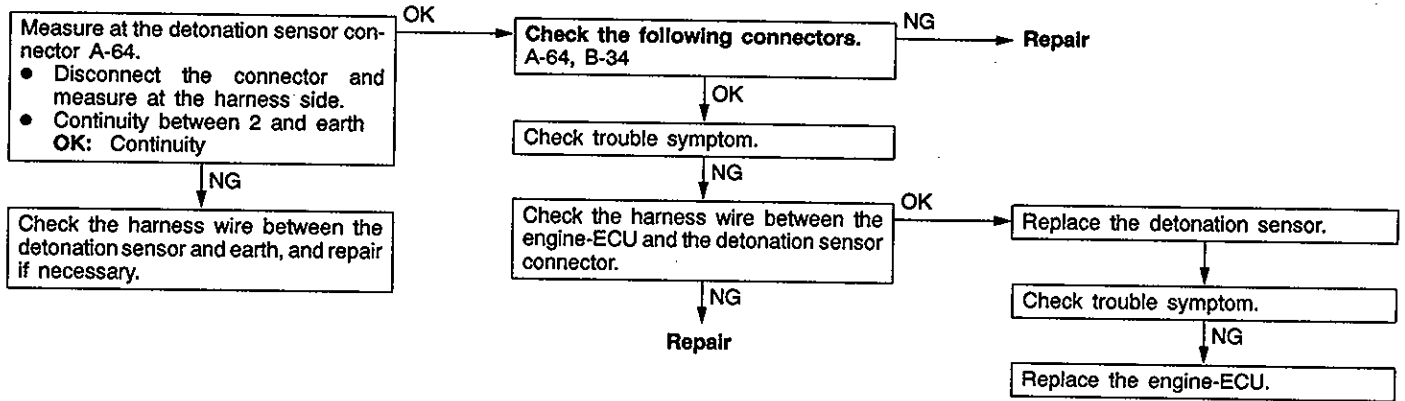 Measure at the detonation sensor con-
nector A-64.
● Disconnect the connector and
measure at the harness side.
● Continuity between 2 and earth
OK: Continuity
OK
NG
Check the harness wire between the
detonation sensor and earth, and repair
if necessary.
Check the following connectors.
A-64, B-34
NG
Repair
OK
Check trouble symptom.
NG
Check the harness wire between the
engine-ECU and the detonation sensor
connector.
OK
NG
Repair
Replace the detonation sensor.
Check trouble symptom.
NG
Replace the engine-ECU.